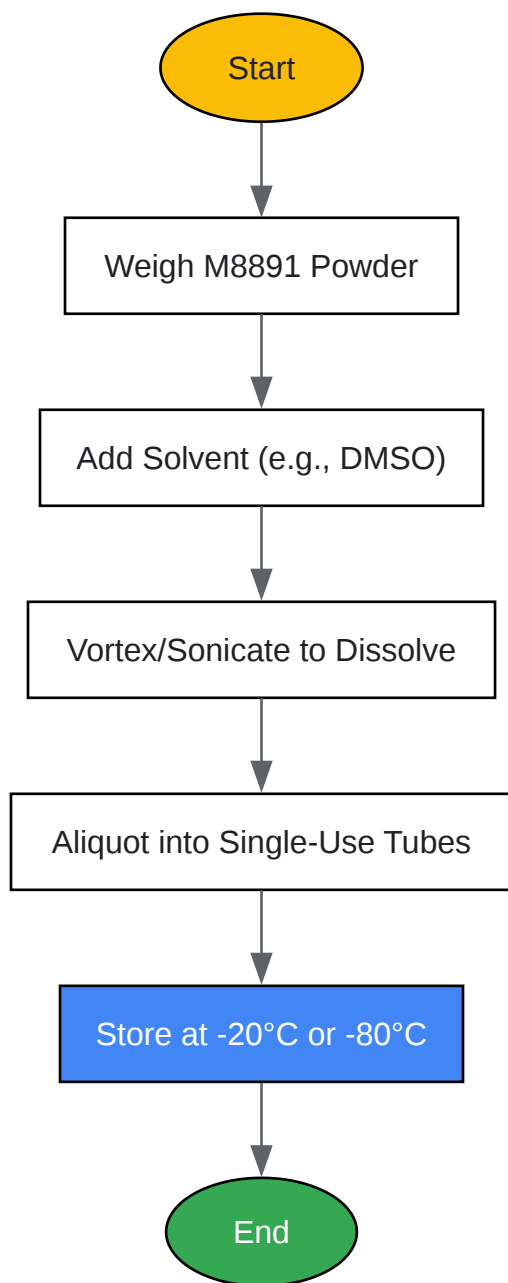 Start
Weigh M8891 Powder
Add Solvent (e.g., DMSO)
Vortex/Sonicate to Dissolve
Aliquot into Single-Use Tubes
Store at -20°C or -80°C
End